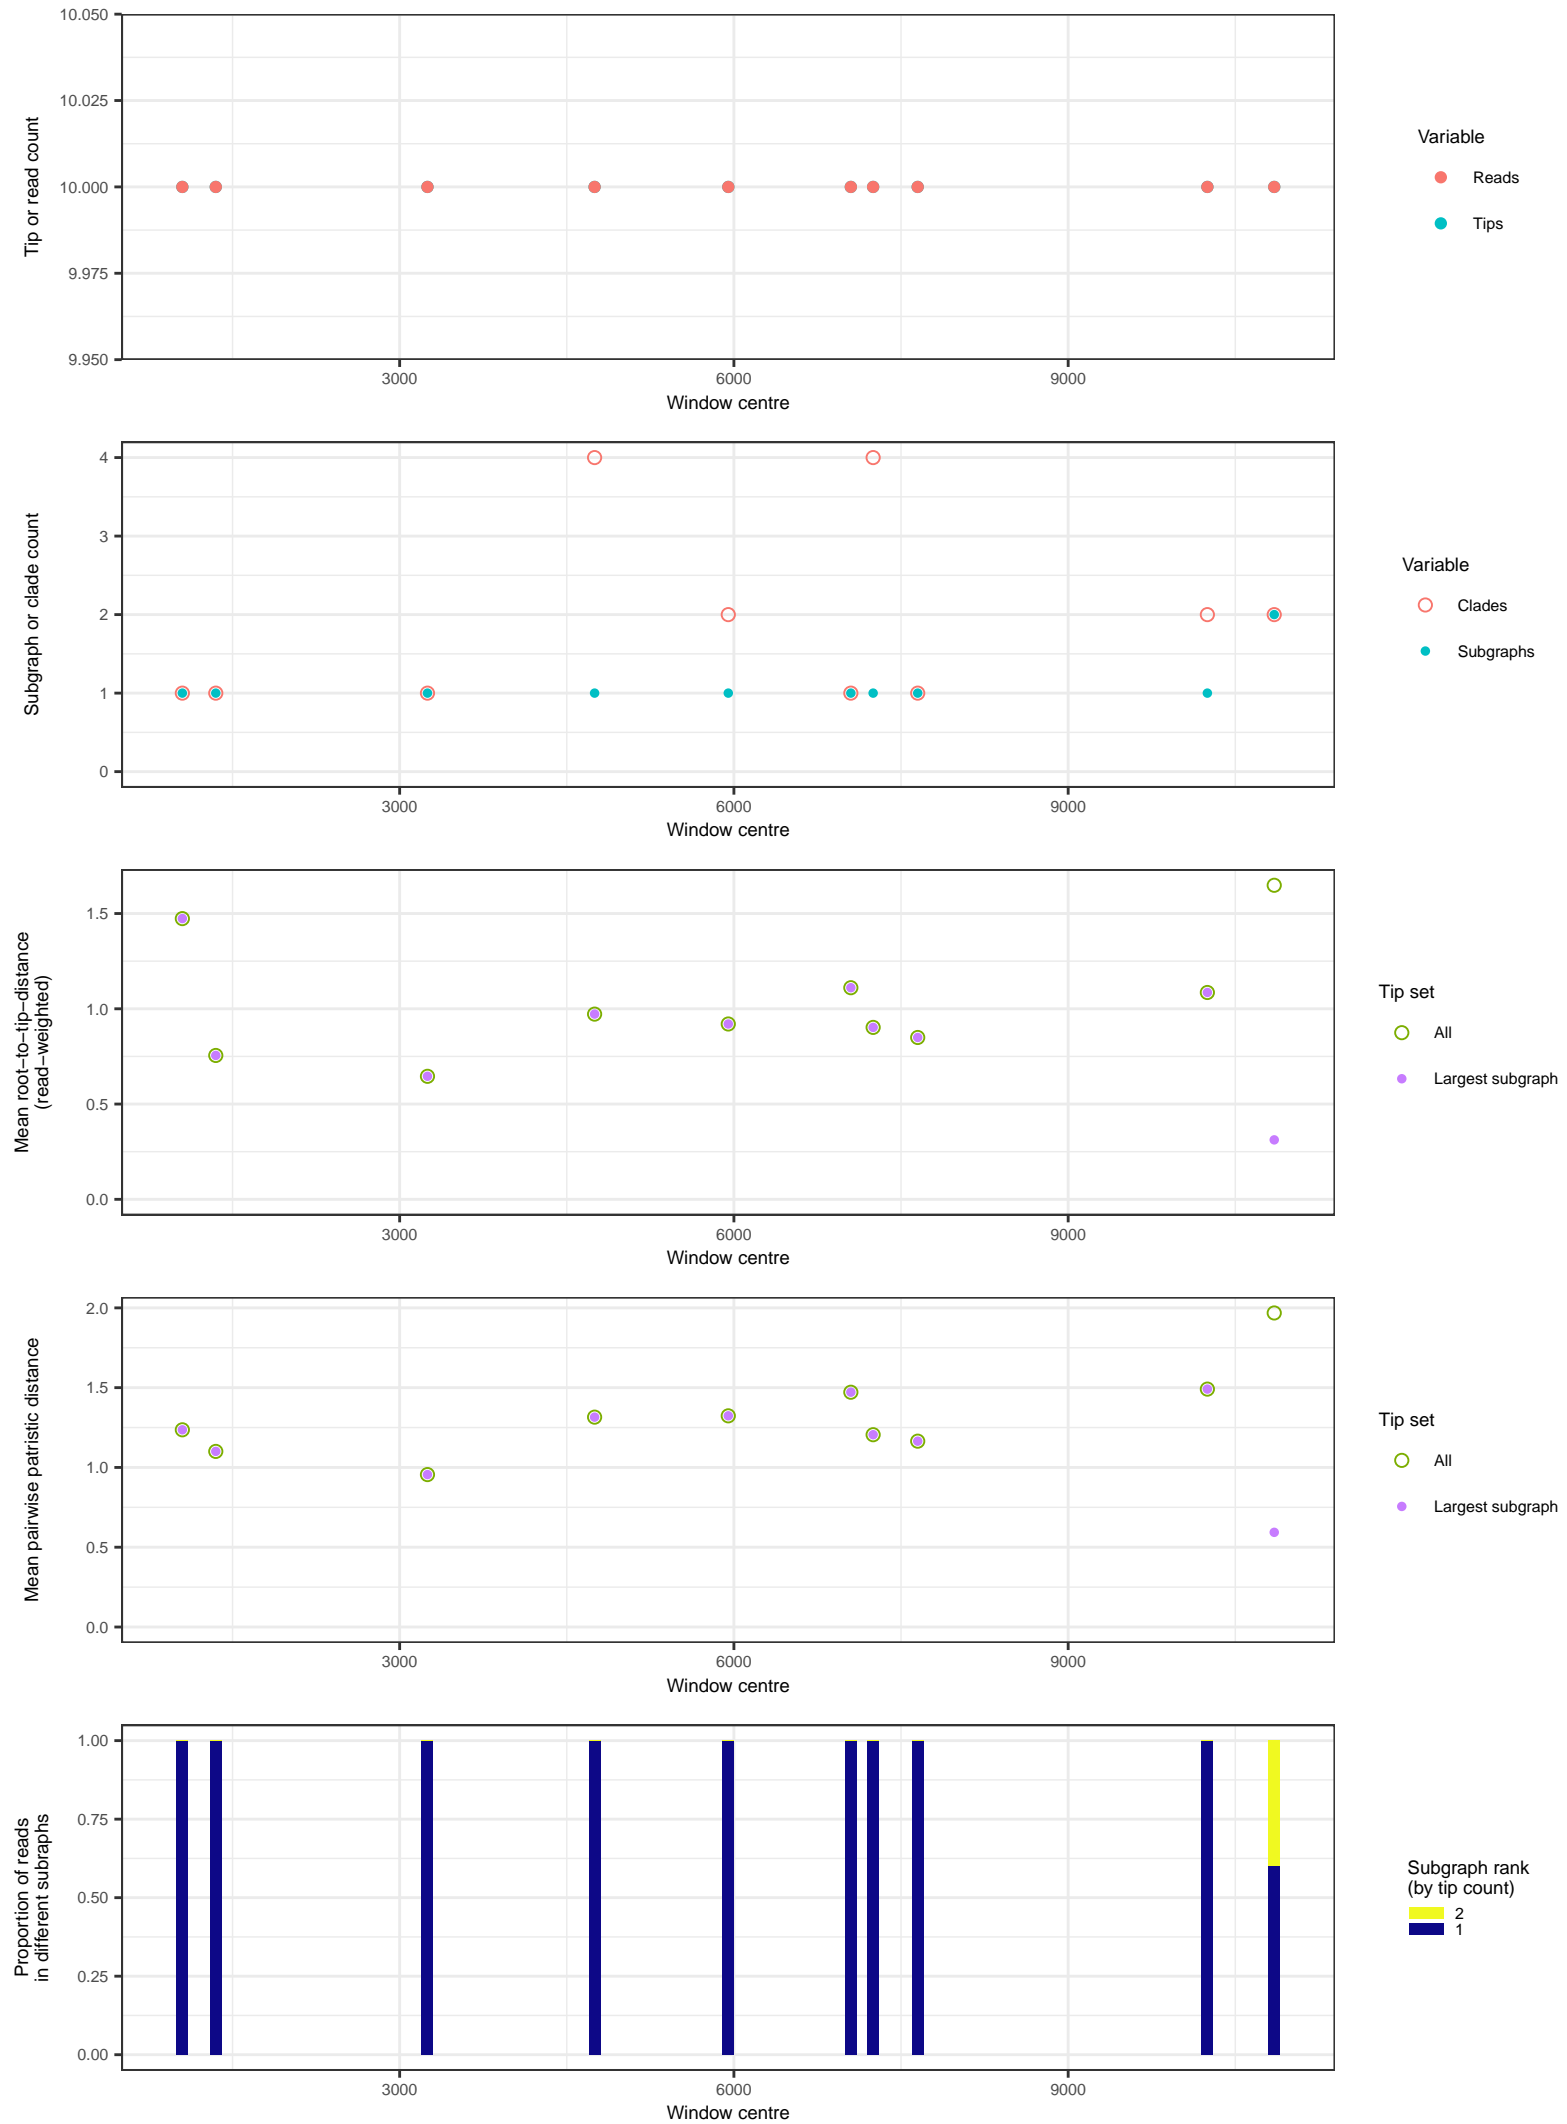 10.050
10.025
10.000
9.975
9.950
Tip or read count
3000
6000
9000
Window centre
Variable
Reads
Tips
4
3
2
1
0
Subgraph or clade count
3000
6000
9000
Window centre
Variable
Clades
Subgraphs
1.5
1.0
0.5
0.0
Mean root−to−tip−distance
(read−weighted)
3000
6000
9000
Window centre
Tip set
All
Largest subgraph
2.0
1.5
1.0
0.5
0.0
Mean pairwise patristic distance
3000
6000
9000
Window centre
Tip set
All
Largest subgraph
1.00
0.75
0.50
0.25
0.00
Proportion of reads
in different subraphs
3000
6000
9000
Window centre
Subgraph rank
(by tip count)
2
1